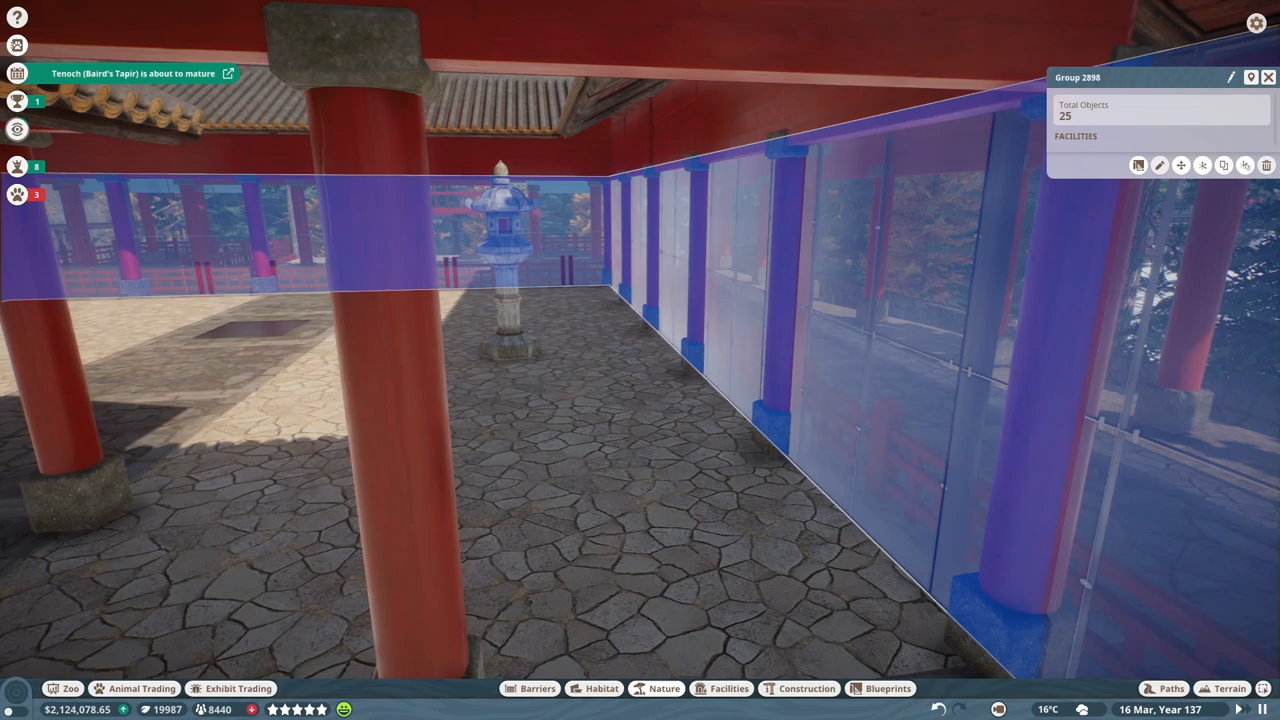 Tenoch (Baird's Tapir) is about to mature
1
8
3
Group 2898
Total Objects
25
FACILITIES
Zoo
Animal Trading
Exhibit Trading
Barriers
Habitat
Nature
Facilities
Construction
Blueprints
Paths
Terrain
$2,124,078.65
19987
8440
16°C
16 Mar, Year 137